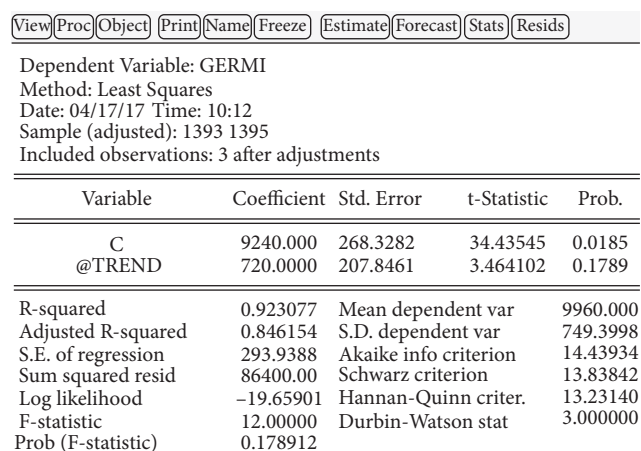 View Proc Object Print Name Freeze Estimate Forecast Stats Resids
Dependent Variable: GERMI
Method: Least Squares
Date: 04/17/17 Time: 10:12
Sample (adjusted): 1393 1395
Included observations: 3 after adjustments
Variable Coefficient Std. Error t-Statistic Prob.
C 9240.000 268.3282 34.43545 0.0185
@TREND 720.0000 207.8461 3.464102 0.1789
R-squared 0.923077 Mean dependent var 9960.000
Adjusted R-squared 0.846154 S.D. dependent var 749.3998
S.E. of regression 293.9388 Akaike info criterion 14.43934
Sum squared resid 86400.00 Schwarz criterion 13.83842
Log likelihood –19.65901 Hannan-Quinn criter. 13.23140
F-statistic 12.00000 Durbin-Watson stat 3.000000
Prob (F-statistic) 0.178912